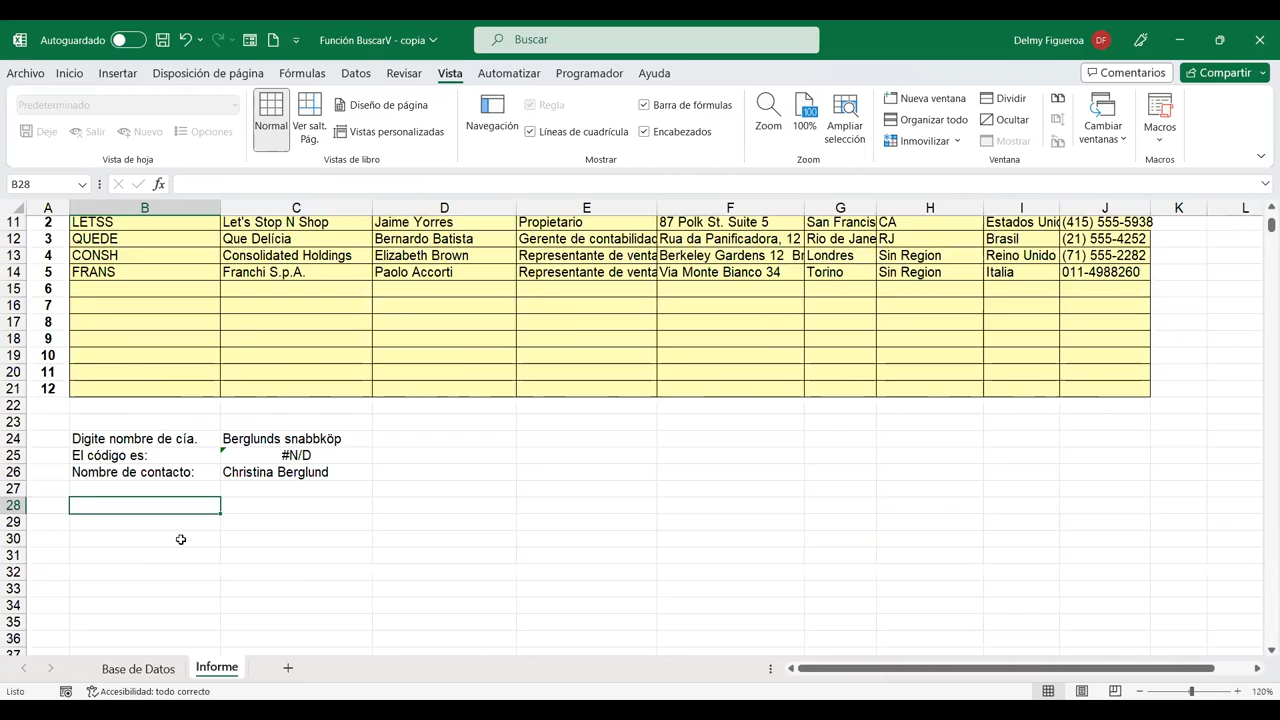 Autoguardado
Función BuscarV - copia
Buscar
Delmy Figueroa
DF
Archivo Inicio Insertar Disposición de página Fórmulas Datos Revisar Vista Automatizar Programador Ayuda
Comentarios
Compartir
Predeterminado
Deje Salir Nuevo Opciones
Vista de hoja
Normal
Ver salt. Pág.
Diseño de página
Vistas personalizadas
Vistas de libro
Navegación
Regla
Líneas de cuadrícula
Barra de fórmulas
Encabezados
Mostrar
Zoom
100
100%
Ampliar selección
Zoom
Nueva ventana
Organizar todo
Inmovilizar
Dividir
Ocultar
Mostrar
Cambiar ventanas
Ventana
Macros
Macros
B28
fx
A B C D E F G H I J K L
11 2 LETSS Let's Stop N Shop Jaime Yorres Propietario 87 Polk St. Suite 5 San Francis CA Estados Unid (415) 555-5938
12 3 QUEDE Que Delícia Bernardo Batista Gerente de contabilidad Rua da Panificadora, 12 Rio de Jane RJ Brasil (21) 555-4252
13 4 CONSH Consolidated Holdings Elizabeth Brown Representante de venta Berkeley Gardens 12 Br Londres Sin Region Reino Unido (71) 555-2282
14 5 FRANS Franchi S.p.A. Paolo Accorti Representante de venta Via Monte Bianco 34 Torino Sin Region Italia 011-4988260
15 6
16 7
17 8
18 9
19 10
20 11
21 12
22
23
24 Digite nombre de cía. Berglunds snabbköp
25 El código es: #N/D
26 Nombre de contacto: Christina Berglund
27
28
29
30
31
32
33
34
35
36
37
Base de Datos Informe
Listo
Accesibilidad: todo correcto
120%